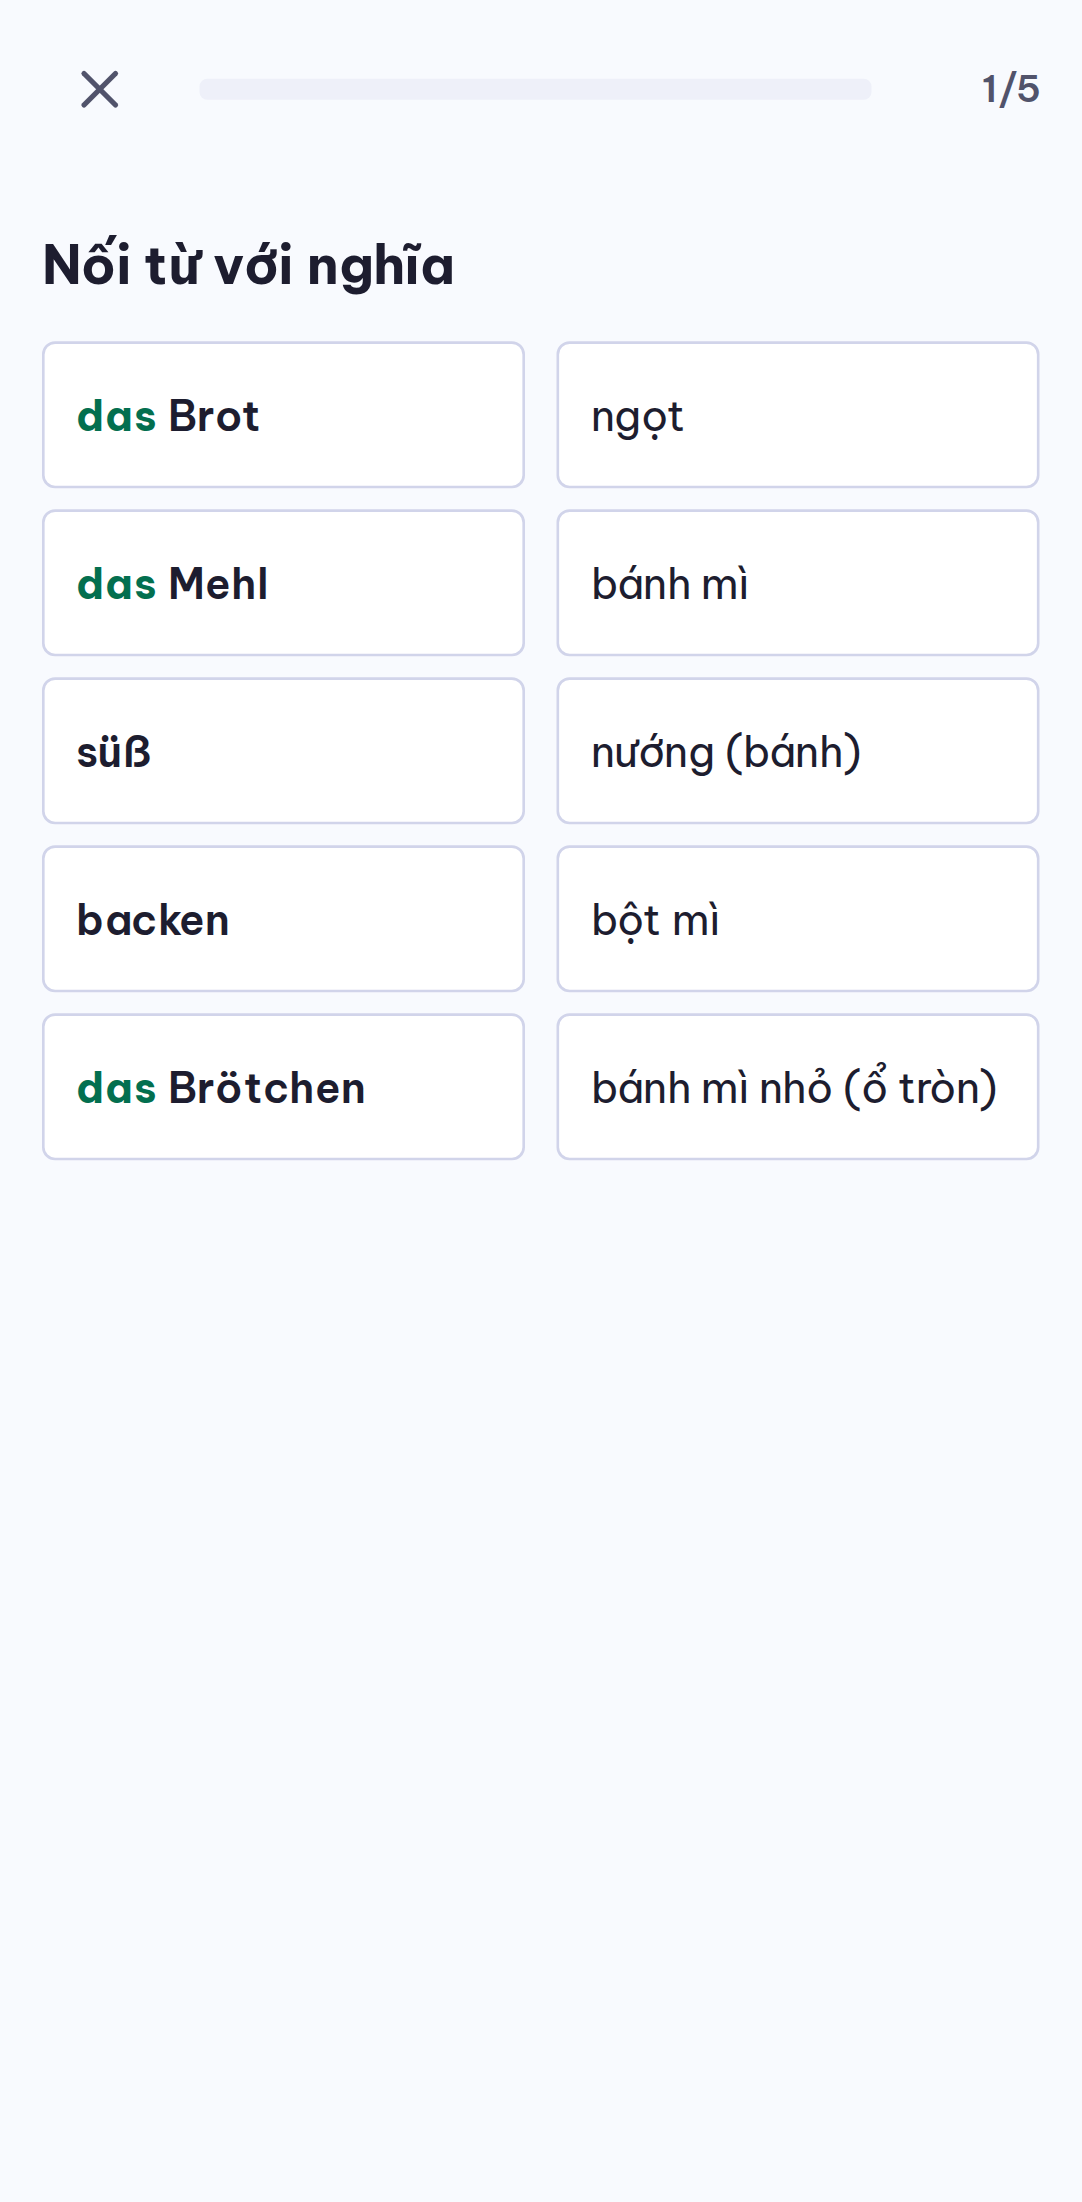 1/5
Nối từ với nghĩa
das Brot
ngọt
das Mehl
bánh mì
süß
nướng (bánh)
backen
bột mì
das Brötchen
bánh mì nhỏ (ổ tròn)